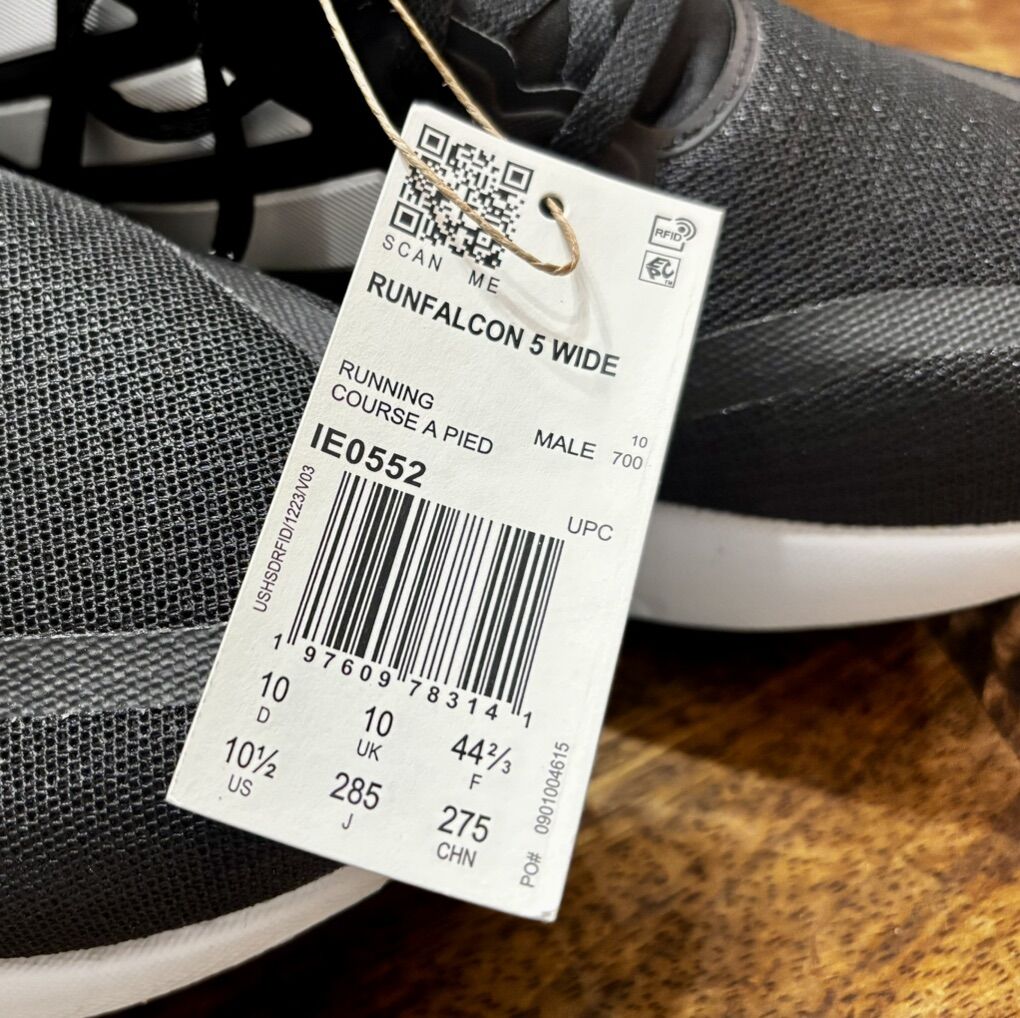 RFID
SCAN ME
RUNFALCON 5 WIDE
RUNNING
COURSE A PIED
MALE
10
700
IE0552
UPC
USHSDRFID/1223/V03
1 97609 78314 1
10
D
10
UK
44⅔
F
10½
US
285
J
275
CHN
PO# 0901004615